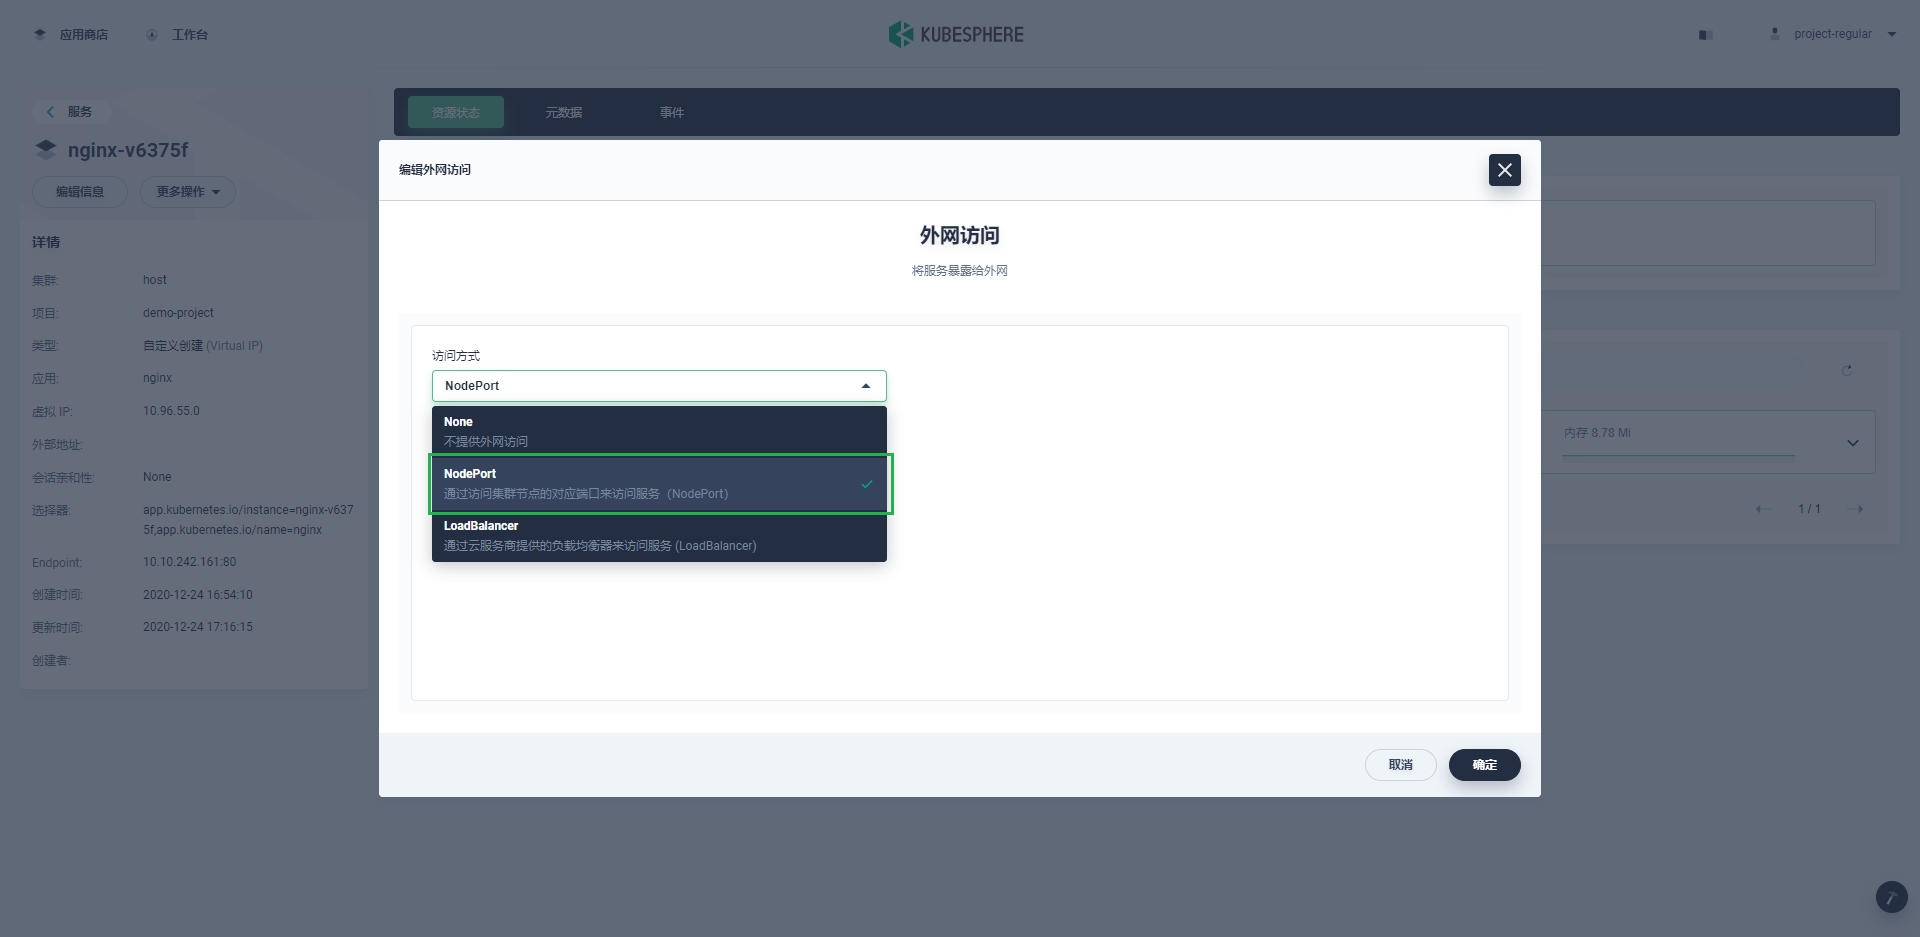 应用商店
工作台
KUBESPHERE
project-regular
服务
nginx-v6375f
编辑信息
更多操作
详情
集群: host
项目: demo-project
类型: 自定义创建 (Virtual IP)
应用: nginx
虚拟 IP: 10.96.55.0
外部地址:
会话亲和性: None
选择器: app.kubernetes.io/instance=nginx-v637
5f,app.kubernetes.io/name=nginx
Endpoint: 10.10.242.161:80
创建时间: 2020-12-24 16:54:10
更新时间: 2020-12-24 17:16:15
创建者:
资源状态
元数据
事件
编辑外网访问
外网访问
将服务暴露给外网
访问方式
NodePort
None
不提供外网访问
NodePort
通过访问集群节点的对应端口来访问服务（NodePort）
LoadBalancer
通过云服务商提供的负载均衡器来访问服务 (LoadBalancer)
取消
确定
内存 8.78 Mi
1 / 1